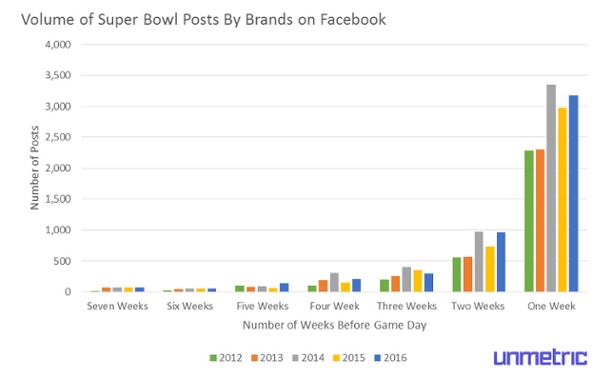 Volume of Super Bowl Posts By Brands on Facebook
4,000
3,500
3,000
2,500
2,000
1,500
1,000
500
0
Number of Posts
Seven Weeks Six Weeks Five Weeks Four Week Three Weeks Two Weeks One Week
Number of Weeks Before Game Day
2012 2013 2014 2015 2016
unmetric